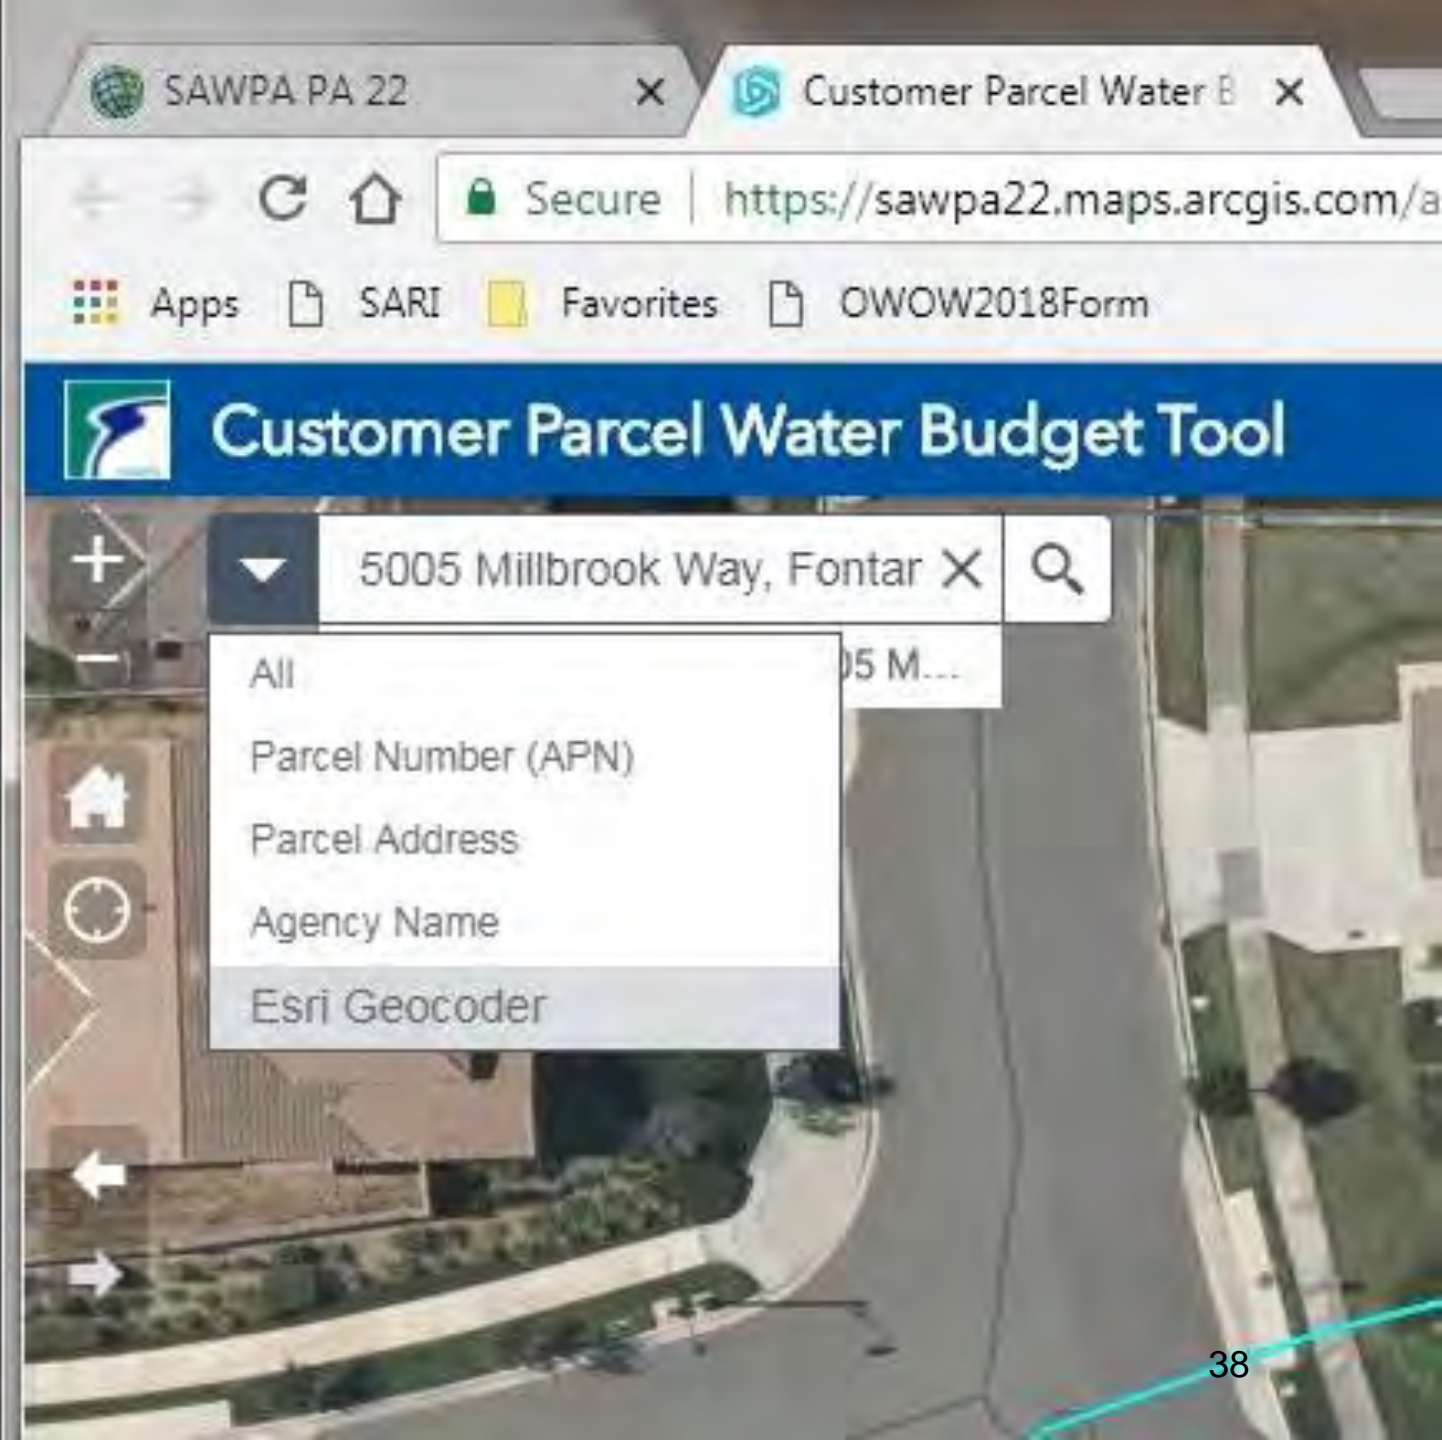 SAWPA PA 22
Customer Parcel Water B
Secure
https://sawpa22.maps.arcgis.com/a
Apps
SARI
Favorites
OWOW2018Form
Customer Parcel Water Budget Tool
5005 Millbrook Way, Fontar
05 M...
All
Parcel Number (APN)
Parcel Address
Agency Name
Esri Geocoder
38